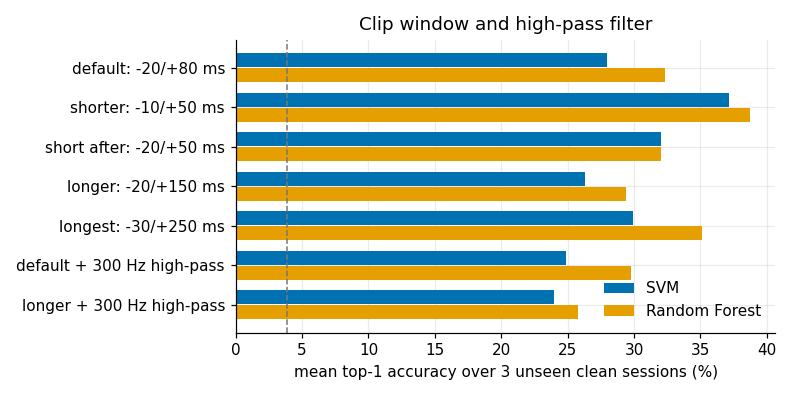 Clip window and high-pass filter
default: -20/+80 ms
shorter: -10/+50 ms
short after: -20/+50 ms
longer: -20/+150 ms
longest: -30/+250 ms
default + 300 Hz high-pass
longer + 300 Hz high-pass
SVM
Random Forest
0 5 10 15 20 25 30 35 40
mean top-1 accuracy over 3 unseen clean sessions (%)